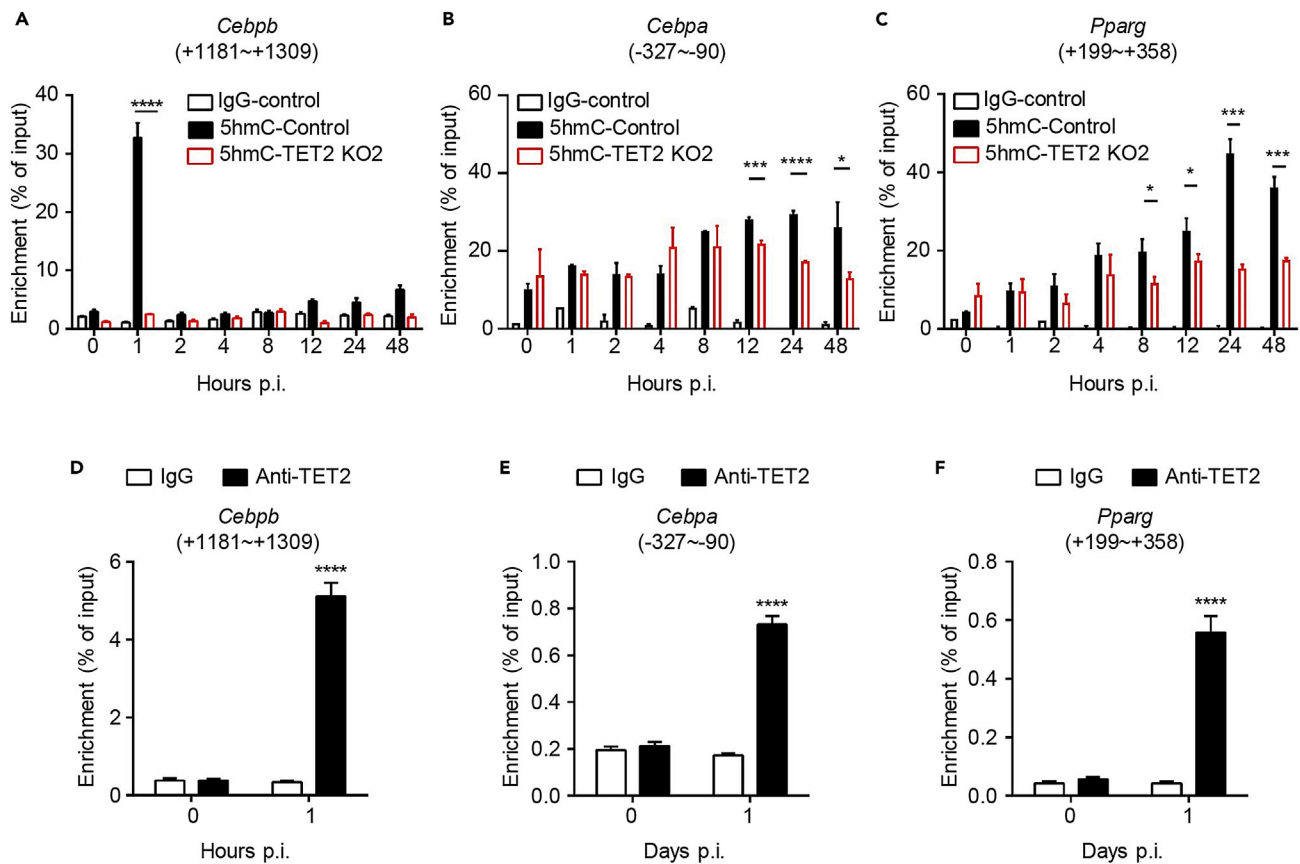 A
Cebpb
(+1181~+1309)
Enrichment (% of input)
40
30
20
10
0
****
IgG-control
5hmC-Control
5hmC-TET2 KO2
0 1 2 4 8 12 24 48
Hours p.i.
B
Cebpa
(-327~-90)
Enrichment (% of input)
60
40
20
0
IgG-control
5hmC-Control
5hmC-TET2 KO2
*** **** *
0 1 2 4 8 12 24 48
Hours p.i.
C
Pparg
(+199~+358)
Enrichment (% of input)
60
40
20
0
IgG-control
5hmC-Control
5hmC-TET2 KO2
* * *** ***
0 1 2 4 8 12 24 48
Hours p.i.
D
IgG Anti-TET2
Cebpb
(+1181~+1309)
Enrichment (% of input)
6
4
2
0
****
0 1
Hours p.i.
E
IgG Anti-TET2
Cebpa
(-327~-90)
Enrichment (% of input)
1.0
0.8
0.6
0.4
0.2
0.0
****
0 1
Days p.i.
F
IgG Anti-TET2
Pparg
(+199~+358)
Enrichment (% of input)
0.8
0.6
0.4
0.2
0.0
****
0 1
Days p.i.